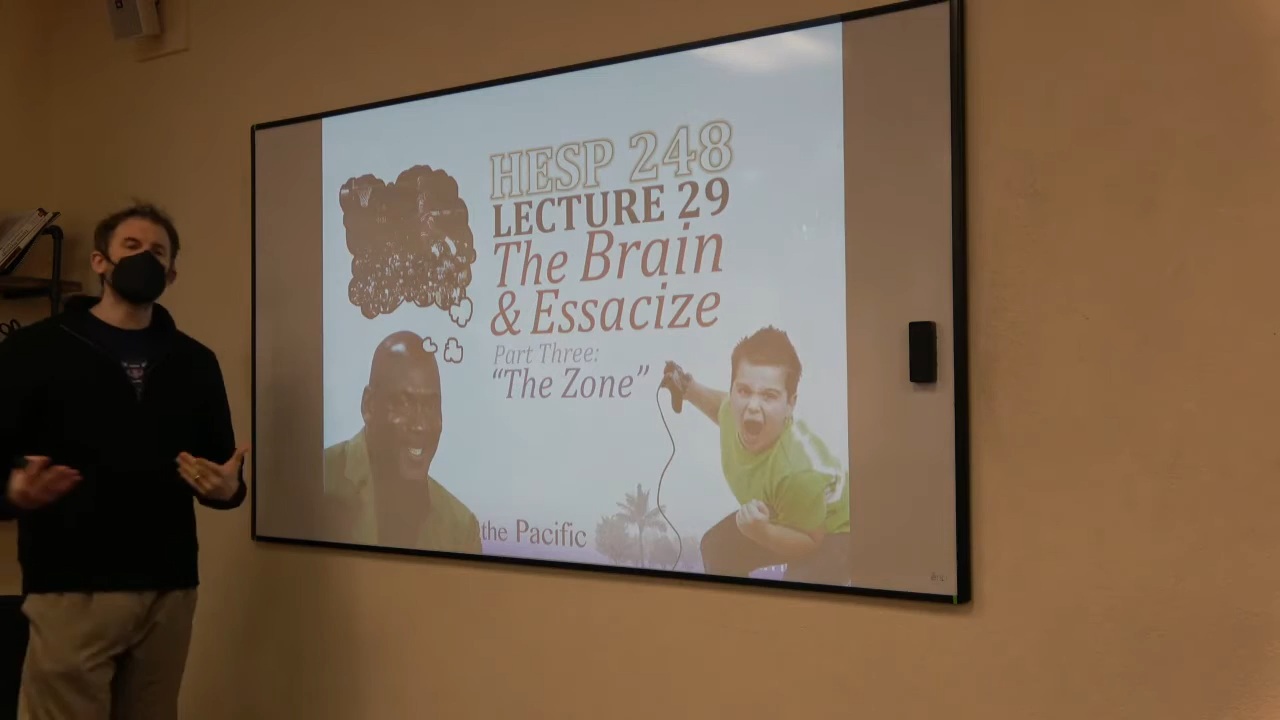 HESP 248
LECTURE 29
The Brain
& Essacize
Part Three:
“The Zone”
the Pacific